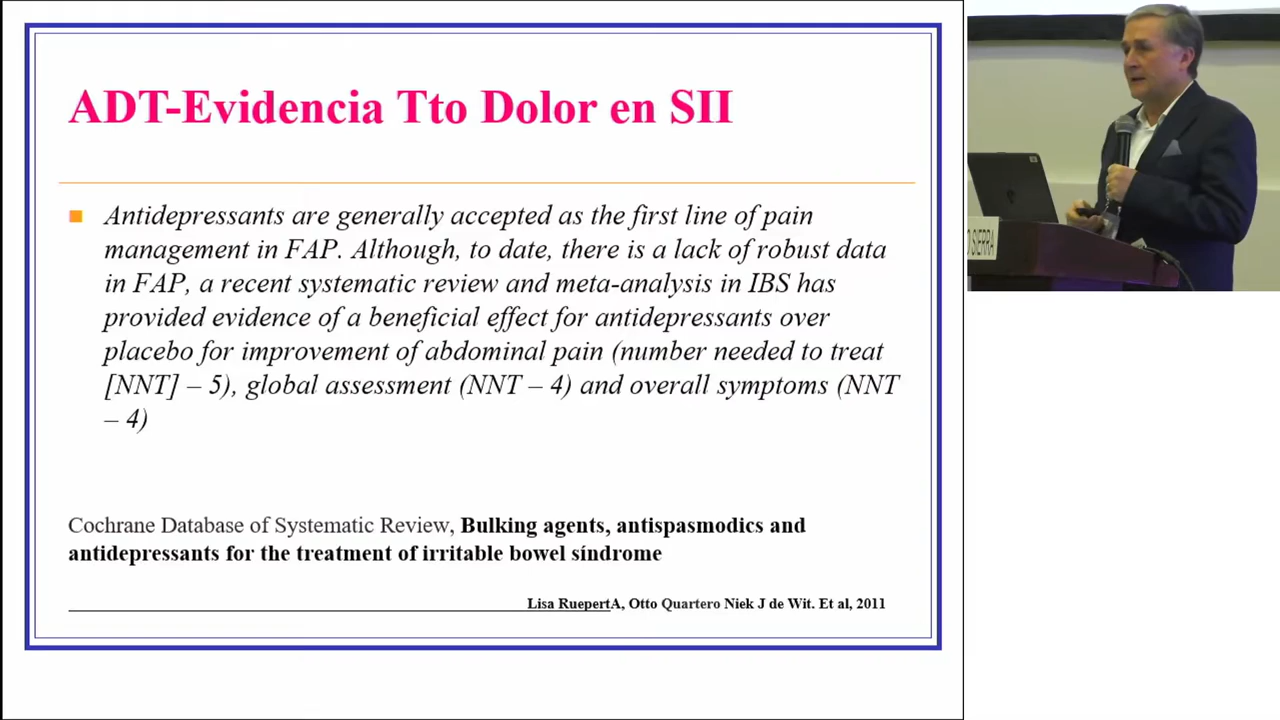 ADT-Evidencia Tto Dolor en SII
Antidepressants are generally accepted as the first line of pain
management in FAP. Although, to date, there is a lack of robust data
in FAP, a recent systematic review and meta-analysis in IBS has
provided evidence of a beneficial effect for antidepressants over
placebo for improvement of abdominal pain (number needed to treat
[NNT] – 5), global assessment (NNT – 4) and overall symptoms (NNT
– 4)
Cochrane Database of Systematic Review, Bulking agents, antispasmodics and
antidepressants for the treatment of irritable bowel síndrome
Lisa RuepertA, Otto Quartero Niek J de Wit. Et al, 2011
O SIERRA